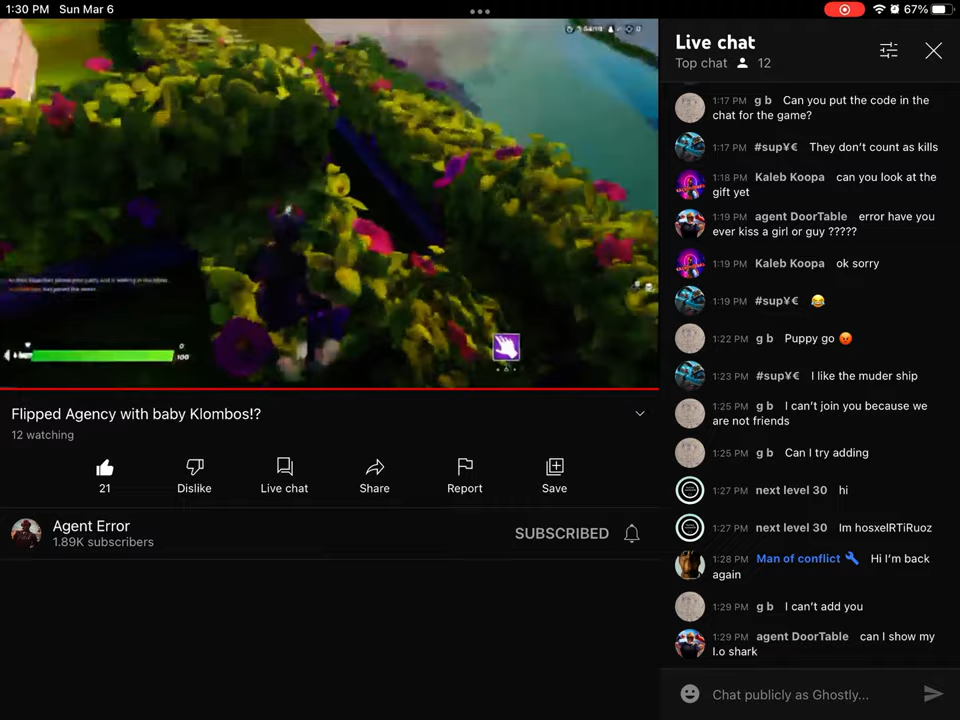 1:30 PM Sun Mar 6
67%
Live chat
Top chat 12
1:17 PM g b Can you put the code in the
chat for the game?
1:17 PM #sup¥€ They don't count as kills
1:18 PM Kaleb Koopa can you look at the
gift yet
1:19 PM agent DoorTable error have you
ever kiss a girl or guy ?????
1:19 PM Kaleb Koopa ok sorry
1:19 PM #sup¥€ 😂
1:22 PM g b Puppy go 😡
1:23 PM #sup¥€ I like the muder ship
1:25 PM g b I can't join you because we
are not friends
1:25 PM g b Can I try adding
1:27 PM next level 30 hi
1:27 PM next level 30 Im hosxeIRTiRuoz
1:28 PM Man of conflict Hi I'm back
again
1:29 PM g b I can't add you
1:29 PM agent DoorTable can I show my
I.o shark
Chat publicly as Ghostly...
100
Flipped Agency with baby Klombos!?
12 watching
21 Dislike Live chat Share Report Save
Agent Error
1.89K subscribers
SUBSCRIBED